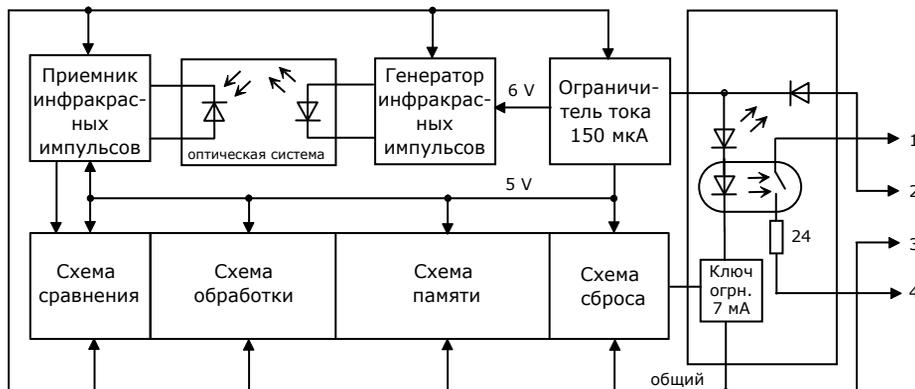 Приемник
инфракрас-
ных
импульсов
оптическая система
Генератор
инфракрас-
ных
импульсов
6 V
Ограничи-
тель тока
150 мкА
1
2
3
4
5 V
24
Схема
сравнения
Схема
обработки
Схема
памяти
Схема
сброса
Ключ
огрн.
7 мА
общий